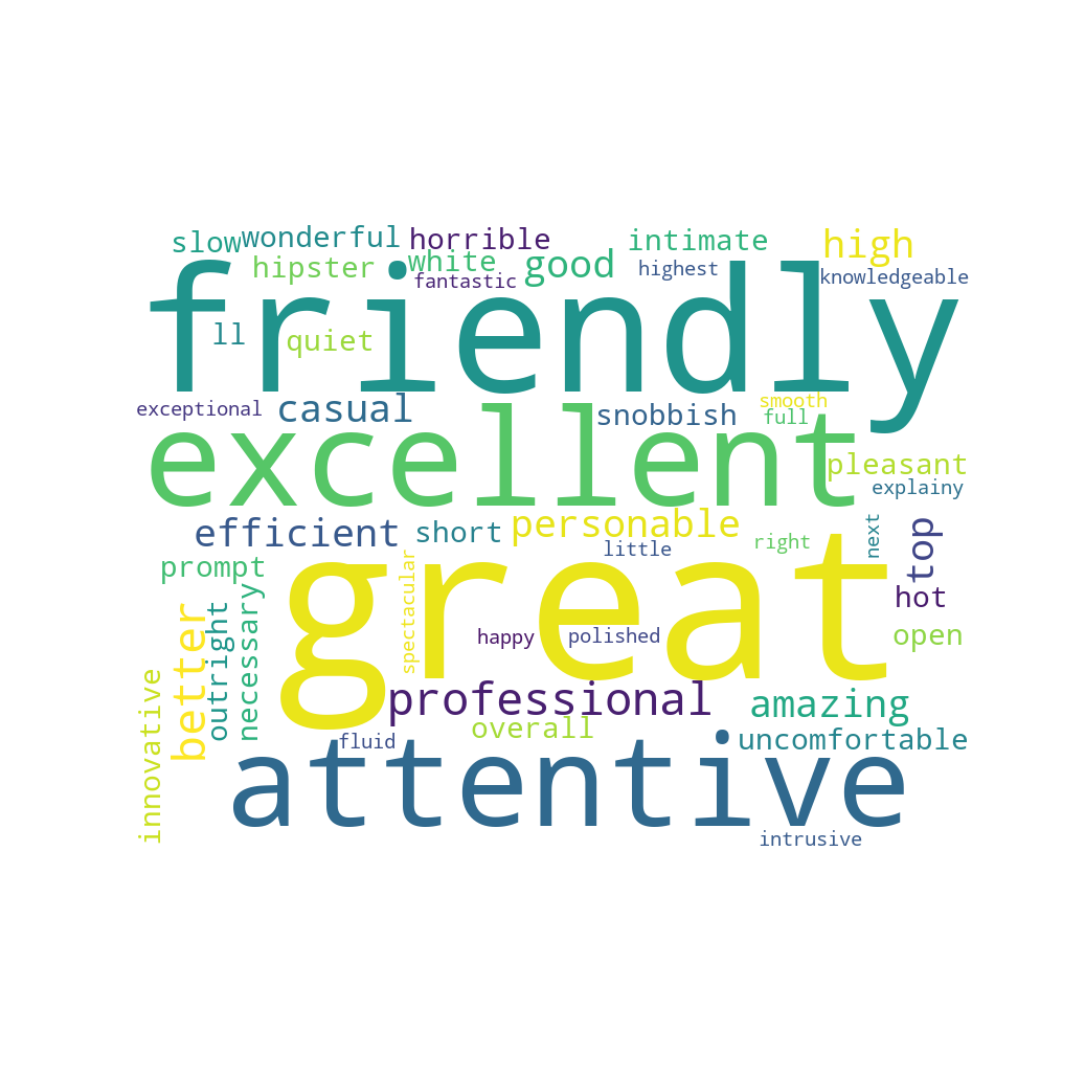 slow wonderful horrible intimate high
hipster white good highest knowledgeable
fantastic
friendly
ll quiet
exceptional casual snobbish smooth
full
excellent
pleasant
explainy
efficient short personable right next top
little
prompt
great
hot
better outright necessary spectacular happy polished open
innovative
professional amazing
overall
fluid uncomfortable
attentive
intrusive